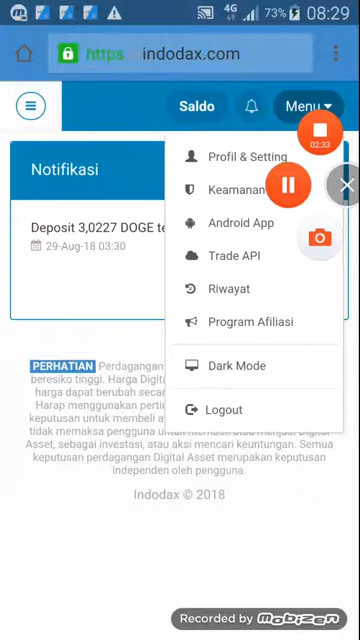 4G 73% 08:29
https://indodax.com
Saldo Menu
02:33
Notifikasi
Profil & Setting
Keamanan
Deposit 3,0227 DOGE te
Android App
29-Aug-18 03:30
Trade API
Riwayat
Program Afiliasi
Dark Mode
Logout
PERHATIAN Perdagangan
beresiko tinggi. Harga Digital
harga dapat berubah secara
Harap menggunakan pertim
keputusan untuk membeli at
tidak memaksa pengguna untuk membeli atau menjual Digital
Asset, sebagai investasi, atau aksi mencari keuntungan. Semua
keputusan perdagangan Digital Asset merupakan keputusan
independen oleh pengguna.
Indodax © 2018
Recorded by mobizen